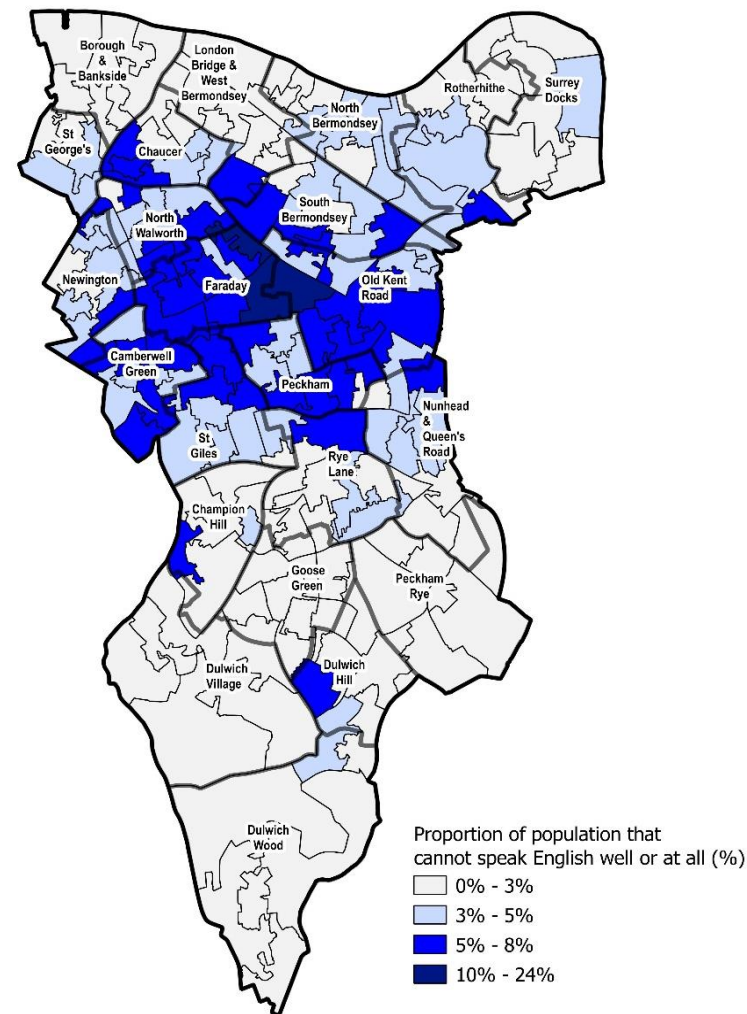 Borough
&
Bankside
London
Bridge &
West
Bermondsey
Rotherhithe
Surrey
Docks
North
Bermondsey
St
George's
Chaucer
South
Bermondsey
North
Walworth
Newington
Faraday
Old Kent
Road
Camberwell
Green
Peckham
Nunhead
&
Queen's
Road
St
Giles
Rye
Lane
Champion
Hill
Goose
Green
Peckham
Rye
Dulwich
Village
Dulwich
Hill
Dulwich
Wood
Proportion of population that
cannot speak English well or at all (%)
0% - 3%
3% - 5%
5% - 8%
10% - 24%